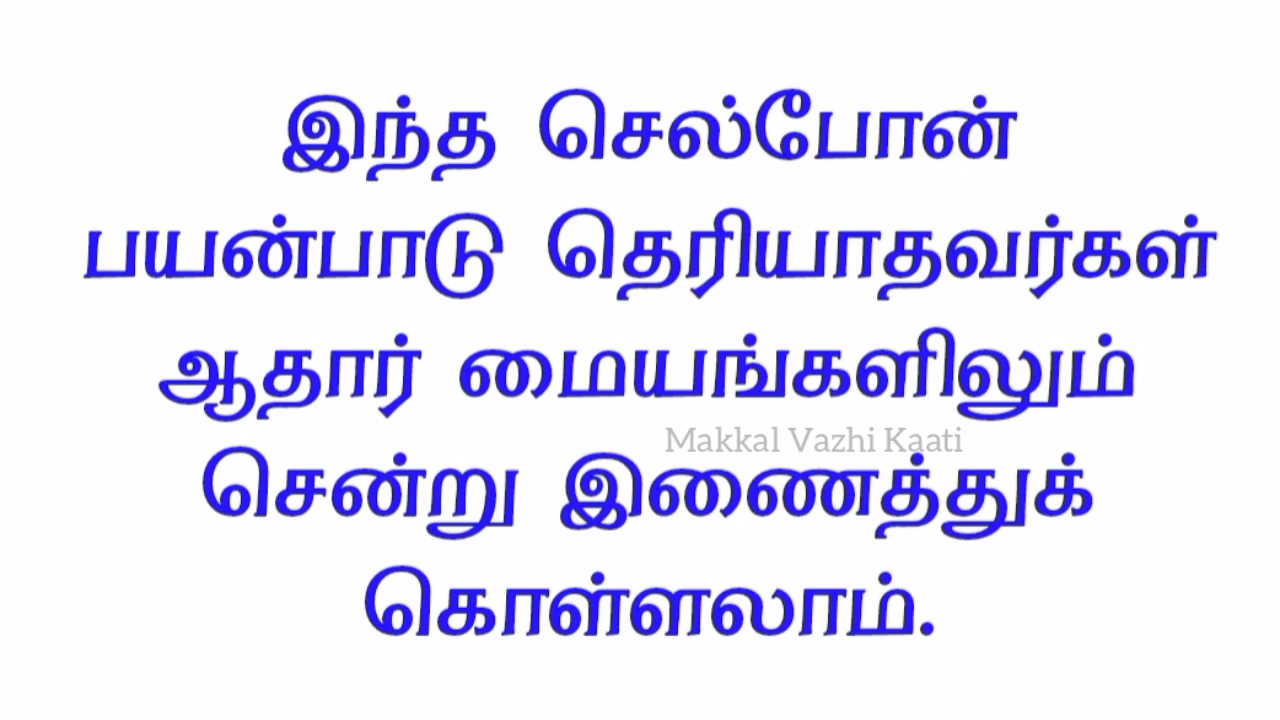 இந்த செல்போன்
பயன்பாடு தெரியாதவர்கள்
ஆதார் மையங்களிலும்
Makkal Vazhi Kaati
சென்று இணைத்துக்
கொள்ளலாம்.